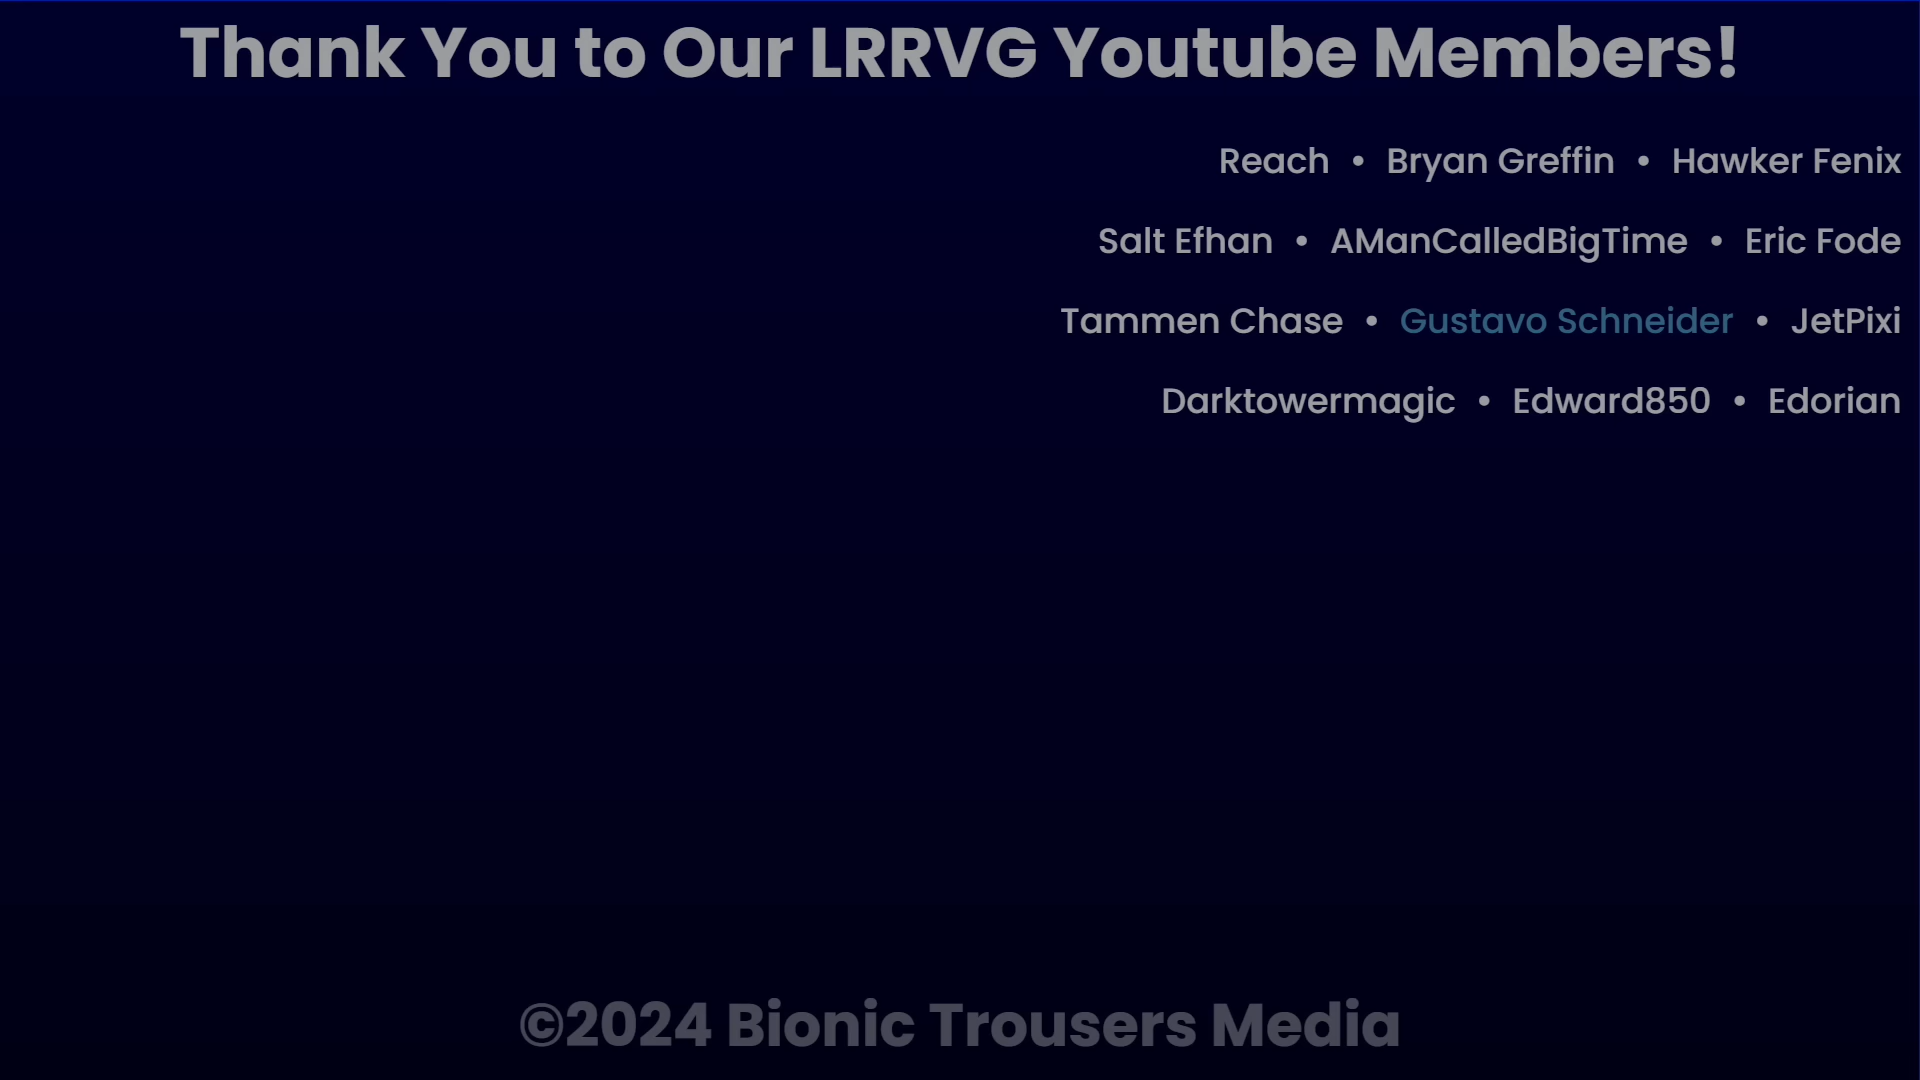 Thank You to Our LRRVG Youtube Members!
Reach • Bryan Greffin • Hawker Fenix
Salt Efhan • AManCalledBigTime • Eric Fode
Tammen Chase • Gustavo Schneider • JetPixi
Darktowermagic • Edward850 • Edorian
©2024 Bionic Trousers Media